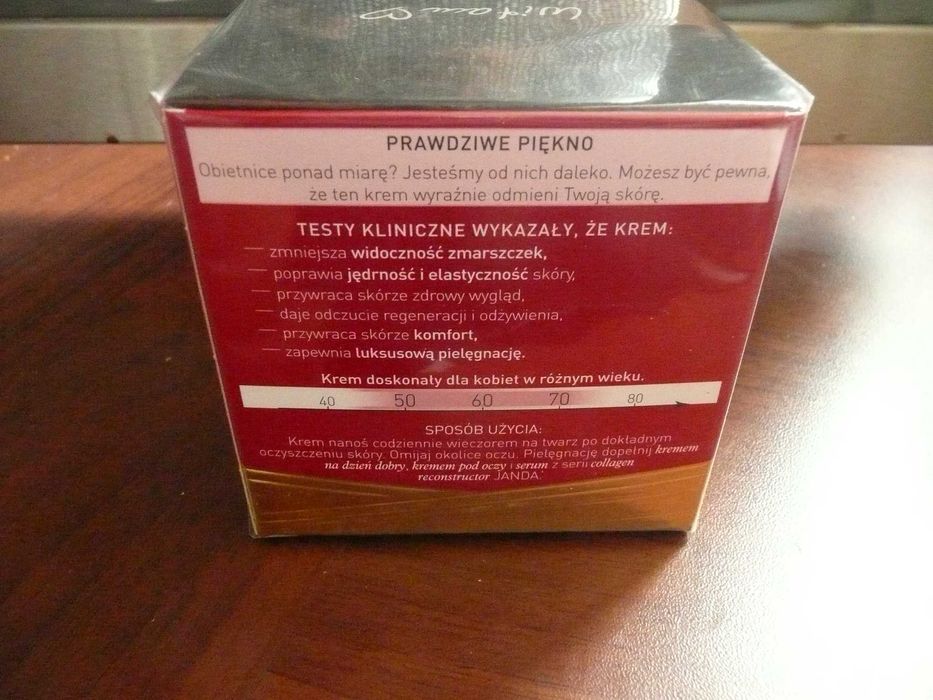 PRAWDZIWE PIĘKNO
Obietnice ponad miarę? Jesteśmy od nich daleko. Możesz być pewna,
że ten krem wyraźnie odmieni Twoją skórę.
TESTY KLINICZNE WYKAZAŁY, ŻE KREM:
— zmniejsza widoczność zmarszczek,
— poprawia jędrność i elastyczność skóry,
— przywraca skórze zdrowy wygląd,
— daje odczucie regeneracji i odżywienia,
— przywraca skórze komfort,
— zapewnia luksusową pielęgnację.
Krem doskonały dla kobiet w różnym wieku.
40 50 60 70 80
SPOSÓB UŻYCIA:
Krem nanoś codziennie wieczorem na twarz po dokładnym
oczyszczeniu skóry. Omijaj okolice oczu. Pielęgnację dopełnij kremem
na dzień dobry, kremem pod oczy i serum z serii collagen
reconstructor JANDA.